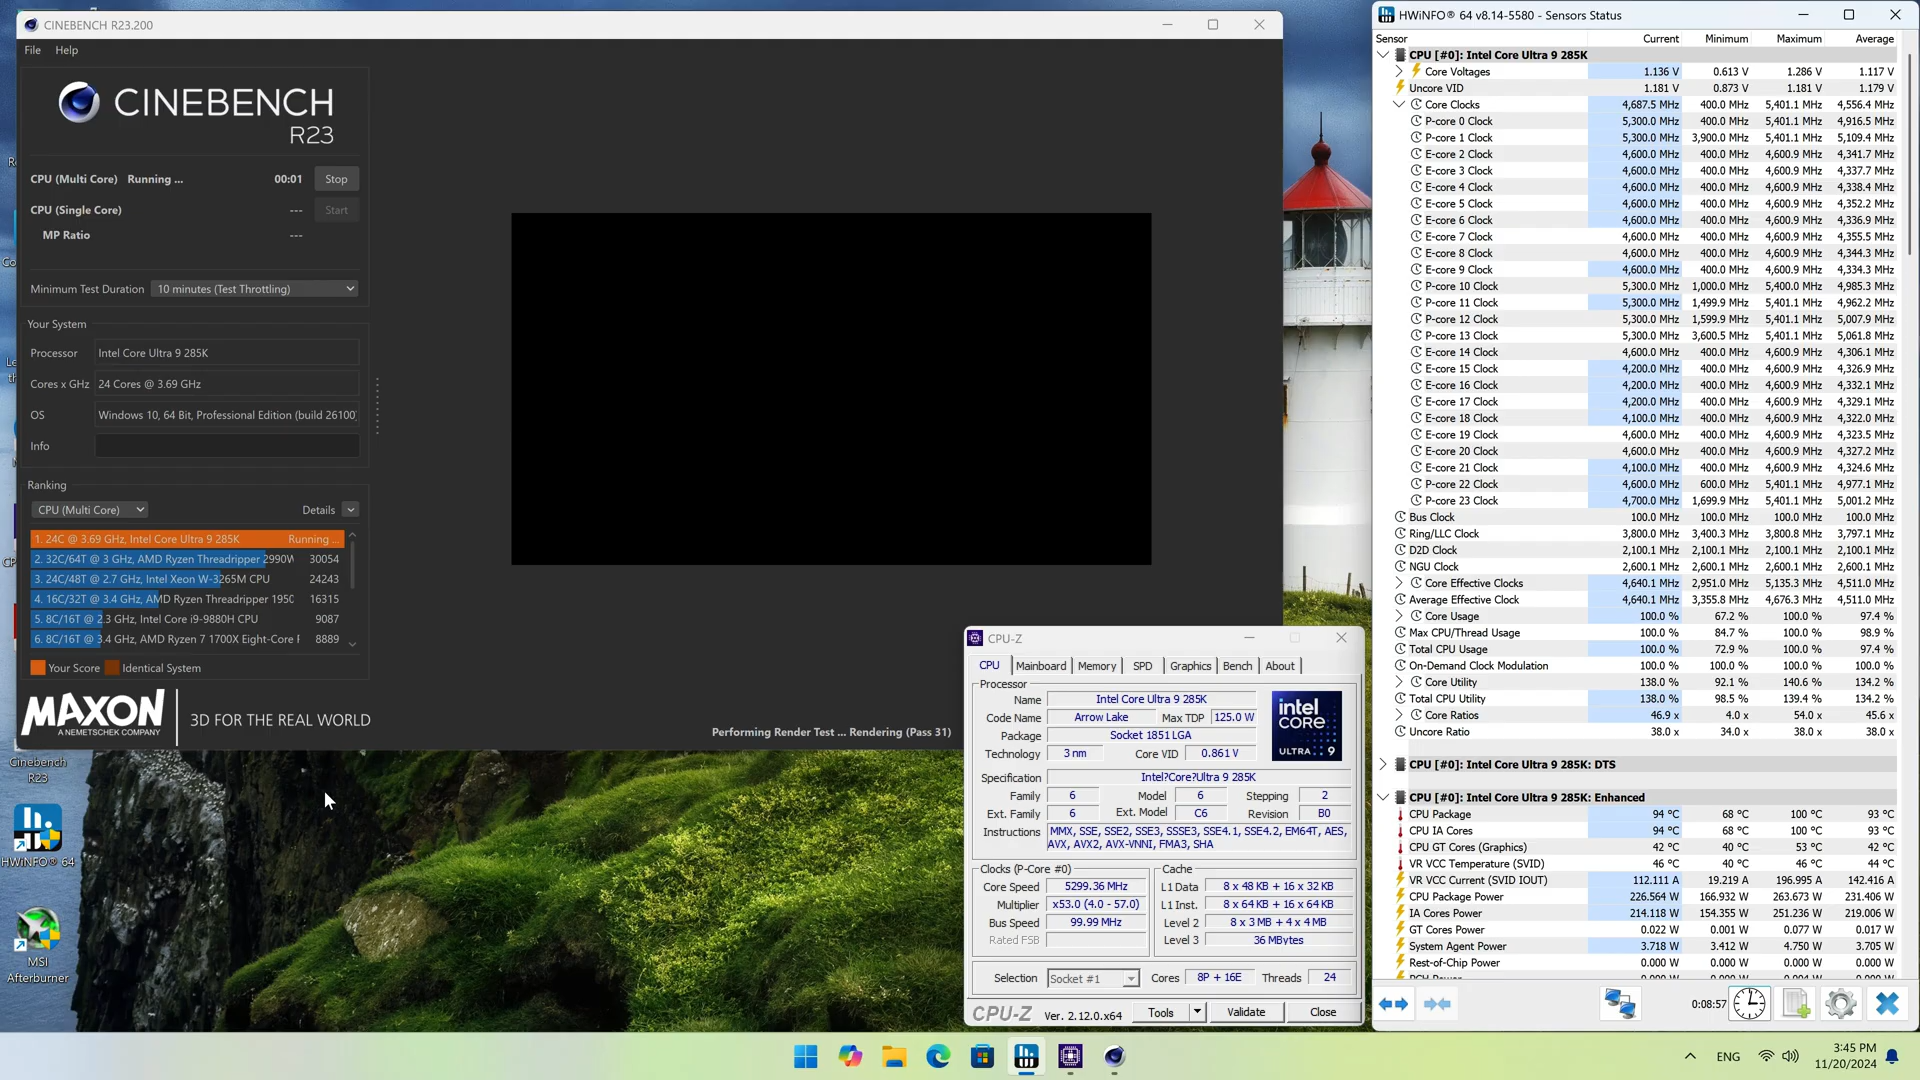 CINEBENCH R23.200
File Help
CINEBENCH
R23
CPU (Multi Core) Running ... 00:01 Stop
CPU (Single Core) --- Start
MP Ratio ---
Minimum Test Duration 10 minutes (Test Throttling)
Your System
Processor Intel Core Ultra 9 285K
Cores x GHz 24 Cores @ 3.69 GHz
OS Windows 10, 64 Bit, Professional Edition (build 26100)
Info
Ranking
CPU (Multi Core) Details
1. 24C @ 3.69 GHz, Intel Core Ultra 9 285K Running ...
2. 32C/64T @ 3 GHz, AMD Ryzen Threadripper 2990W 30054
3. 24C/48T @ 2.7 GHz, Intel Xeon W-3265M CPU 24243
4. 16C/32T @ 3.4 GHz, AMD Ryzen Threadripper 1950 16315
5. 8C/16T @ 2.3 GHz, Intel Core i9-9880H CPU 9087
6. 8C/16T @ 3.4 GHz, AMD Ryzen 7 1700X Eight-Core 8889
Your Score Identical System
MAXON
A NEMETSCHEK COMPANY
3D FOR THE REAL WORLD
Performing Render Test ... Rendering (Pass 31)
Cinebench
R23
HWiNFO® 64
MSI
Afterburner
CPU-Z
CPU Mainboard Memory SPD Graphics Bench About
Processor
Name Intel Core Ultra 9 285K
Code Name Arrow Lake Max TDP 125.0 W
Package Socket 1851 LGA
Technology 3 nm Core VID 0.861 V
intel
CORE
ULTRA 9
Specification Intel?Core?Ultra 9 285K
Family 6 Model 6 Stepping 2
Ext. Family 6 Ext. Model C6 Revision B0
Instructions MMX, SSE, SSE2, SSE3, SSSE3, SSE4.1, SSE4.2, EM64T, AES,
AVX, AVX2, AVX-VNNI, FMA3, SHA
Clocks (P-Core #0)
Core Speed 5299.36 MHz
Multiplier x53.0 (4.0 - 57.0)
Bus Speed 99.99 MHz
Rated FSB
Cache
L1 Data 8 x 48 KB + 16 x 32 KB
L1 Inst. 8 x 64 KB + 16 x 64 KB
Level 2 8 x 3 MB + 4 x 4 MB
Level 3 36 MBytes
Selection Socket #1 Cores 8P + 16E Threads 24
CPU-Z Ver. 2.12.0.x64 Tools Validate Close
HWiNFO® 64 v8.14-5580 - Sensors Status
Sensor Current Minimum Maximum Average
CPU [#0]: Intel Core Ultra 9 285K
Core Voltages 1.136 V 0.613 V 1.286 V 1.117 V
Uncore VID 1.181 V 0.873 V 1.181 V 1.179 V
Core Clocks 4,687.5 MHz 400.0 MHz 5,401.1 MHz 4,556.4 MHz
P-core 0 Clock 5,300.0 MHz 400.0 MHz 5,401.1 MHz 4,916.5 MHz
P-core 1 Clock 5,300.0 MHz 3,900.0 MHz 5,401.1 MHz 5,109.4 MHz
E-core 2 Clock 4,600.0 MHz 400.0 MHz 4,600.9 MHz 4,341.7 MHz
E-core 3 Clock 4,600.0 MHz 400.0 MHz 4,600.9 MHz 4,337.7 MHz
E-core 4 Clock 4,600.0 MHz 400.0 MHz 4,600.9 MHz 4,338.4 MHz
E-core 5 Clock 4,600.0 MHz 400.0 MHz 4,600.9 MHz 4,352.2 MHz
E-core 6 Clock 4,600.0 MHz 400.0 MHz 4,600.9 MHz 4,336.9 MHz
E-core 7 Clock 4,600.0 MHz 400.0 MHz 4,600.9 MHz 4,355.5 MHz
E-core 8 Clock 4,600.0 MHz 400.0 MHz 4,600.9 MHz 4,344.3 MHz
E-core 9 Clock 4,600.0 MHz 400.0 MHz 4,600.9 MHz 4,334.3 MHz
P-core 10 Clock 5,300.0 MHz 1,000.0 MHz 5,400.0 MHz 4,985.3 MHz
P-core 11 Clock 5,300.0 MHz 1,499.9 MHz 5,401.1 MHz 4,962.2 MHz
P-core 12 Clock 5,300.0 MHz 1,599.9 MHz 5,401.1 MHz 5,007.9 MHz
P-core 13 Clock 5,300.0 MHz 3,600.5 MHz 5,401.1 MHz 5,061.8 MHz
E-core 14 Clock 4,600.0 MHz 400.0 MHz 4,600.9 MHz 4,306.1 MHz
E-core 15 Clock 4,200.0 MHz 400.0 MHz 4,600.9 MHz 4,326.9 MHz
E-core 16 Clock 4,200.0 MHz 400.0 MHz 4,600.9 MHz 4,332.1 MHz
E-core 17 Clock 4,200.0 MHz 400.0 MHz 4,600.9 MHz 4,329.1 MHz
E-core 18 Clock 4,100.0 MHz 400.0 MHz 4,600.9 MHz 4,322.0 MHz
E-core 19 Clock 4,600.0 MHz 400.0 MHz 4,600.9 MHz 4,323.5 MHz
E-core 20 Clock 4,600.0 MHz 400.0 MHz 4,600.9 MHz 4,327.2 MHz
E-core 21 Clock 4,100.0 MHz 400.0 MHz 4,600.9 MHz 4,324.6 MHz
P-core 22 Clock 4,600.0 MHz 600.0 MHz 5,401.1 MHz 4,977.1 MHz
P-core 23 Clock 4,700.0 MHz 1,699.9 MHz 5,401.1 MHz 5,001.2 MHz
Bus Clock 100.0 MHz 100.0 MHz 100.0 MHz 100.0 MHz
Ring/LLC Clock 3,800.0 MHz 3,400.3 MHz 3,800.8 MHz 3,797.1 MHz
D2D Clock 2,100.1 MHz 2,100.1 MHz 2,100.1 MHz 2,100.1 MHz
NGU Clock 2,600.1 MHz 2,600.1 MHz 2,600.1 MHz 2,600.1 MHz
Core Effective Clocks 4,640.1 MHz 2,951.0 MHz 5,135.3 MHz 4,511.0 MHz
Average Effective Clock 4,640.1 MHz 3,355.8 MHz 4,676.3 MHz 4,511.0 MHz
Core Usage 100.0 % 67.2 % 100.0 % 97.4 %
Max CPU/Thread Usage 100.0 % 84.7 % 100.0 % 98.9 %
Total CPU Usage 100.0 % 72.9 % 100.0 % 97.4 %
On-Demand Clock Modulation 100.0 % 100.0 % 100.0 % 100.0 %
Core Utility 138.0 % 92.1 % 140.6 % 134.2 %
Total CPU Utility 138.0 % 98.5 % 139.4 % 134.2 %
Core Ratios 46.9 x 4.0 x 54.0 x 45.6 x
Uncore Ratio 38.0 x 34.0 x 38.0 x 38.0 x
CPU [#0]: Intel Core Ultra 9 285K: DTS
CPU [#0]: Intel Core Ultra 9 285K: Enhanced
CPU Package 94 °C 68 °C 100 °C 93 °C
CPU IA Cores 94 °C 68 °C 100 °C 93 °C
CPU GT Cores (Graphics) 42 °C 40 °C 53 °C 42 °C
VR VCC Temperature (SVID) 46 °C 40 °C 46 °C 44 °C
VR VCC Current (SVID IOUT) 112.111 A 19.219 A 196.995 A 142.416 A
CPU Package Power 226.564 W 166.932 W 263.673 W 231.406 W
IA Cores Power 214.118 W 154.355 W 251.236 W 219.006 W
GT Cores Power 0.022 W 0.001 W 0.077 W 0.017 W
System Agent Power 3.718 W 3.412 W 4.750 W 3.705 W
Rest-of-Chip Power 0.000 W 0.000 W 0.000 W 0.000 W
0:08:57
ENG 3:45 PM
11/20/2024